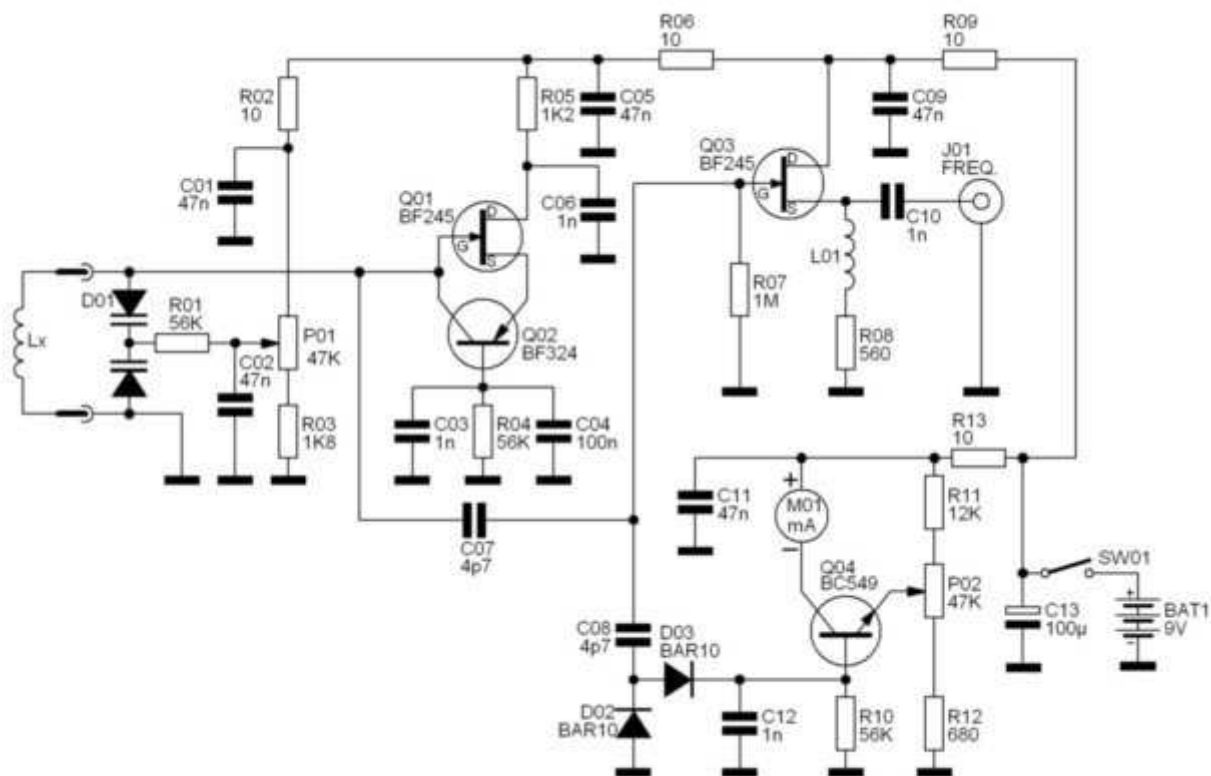 R06
10
R09
10
R02
10
R05
1K2
C05
47n
C09
47n
C01
47n
Q01
BF245
D
G
S
C06
1n
Q03
BF245
D
G
S
J01
FREQ.
C10
1n
D01
R01
56K
Lx
C02
47n
P01
47K
R03
1K8
Q02
BF324
C03
1n
R04
56K
C04
100n
R07
1M
L01
R08
560
C07
4p7
R13
10
C11
47n
+
M01
mA
−
R11
12K
Q04
BC549
P02
47K
SW01
C13
100µ
+
-
BAT1
9V
C08
4p7
D03
BAR10
D02
BAR10
C12
1n
R10
56K
R12
680